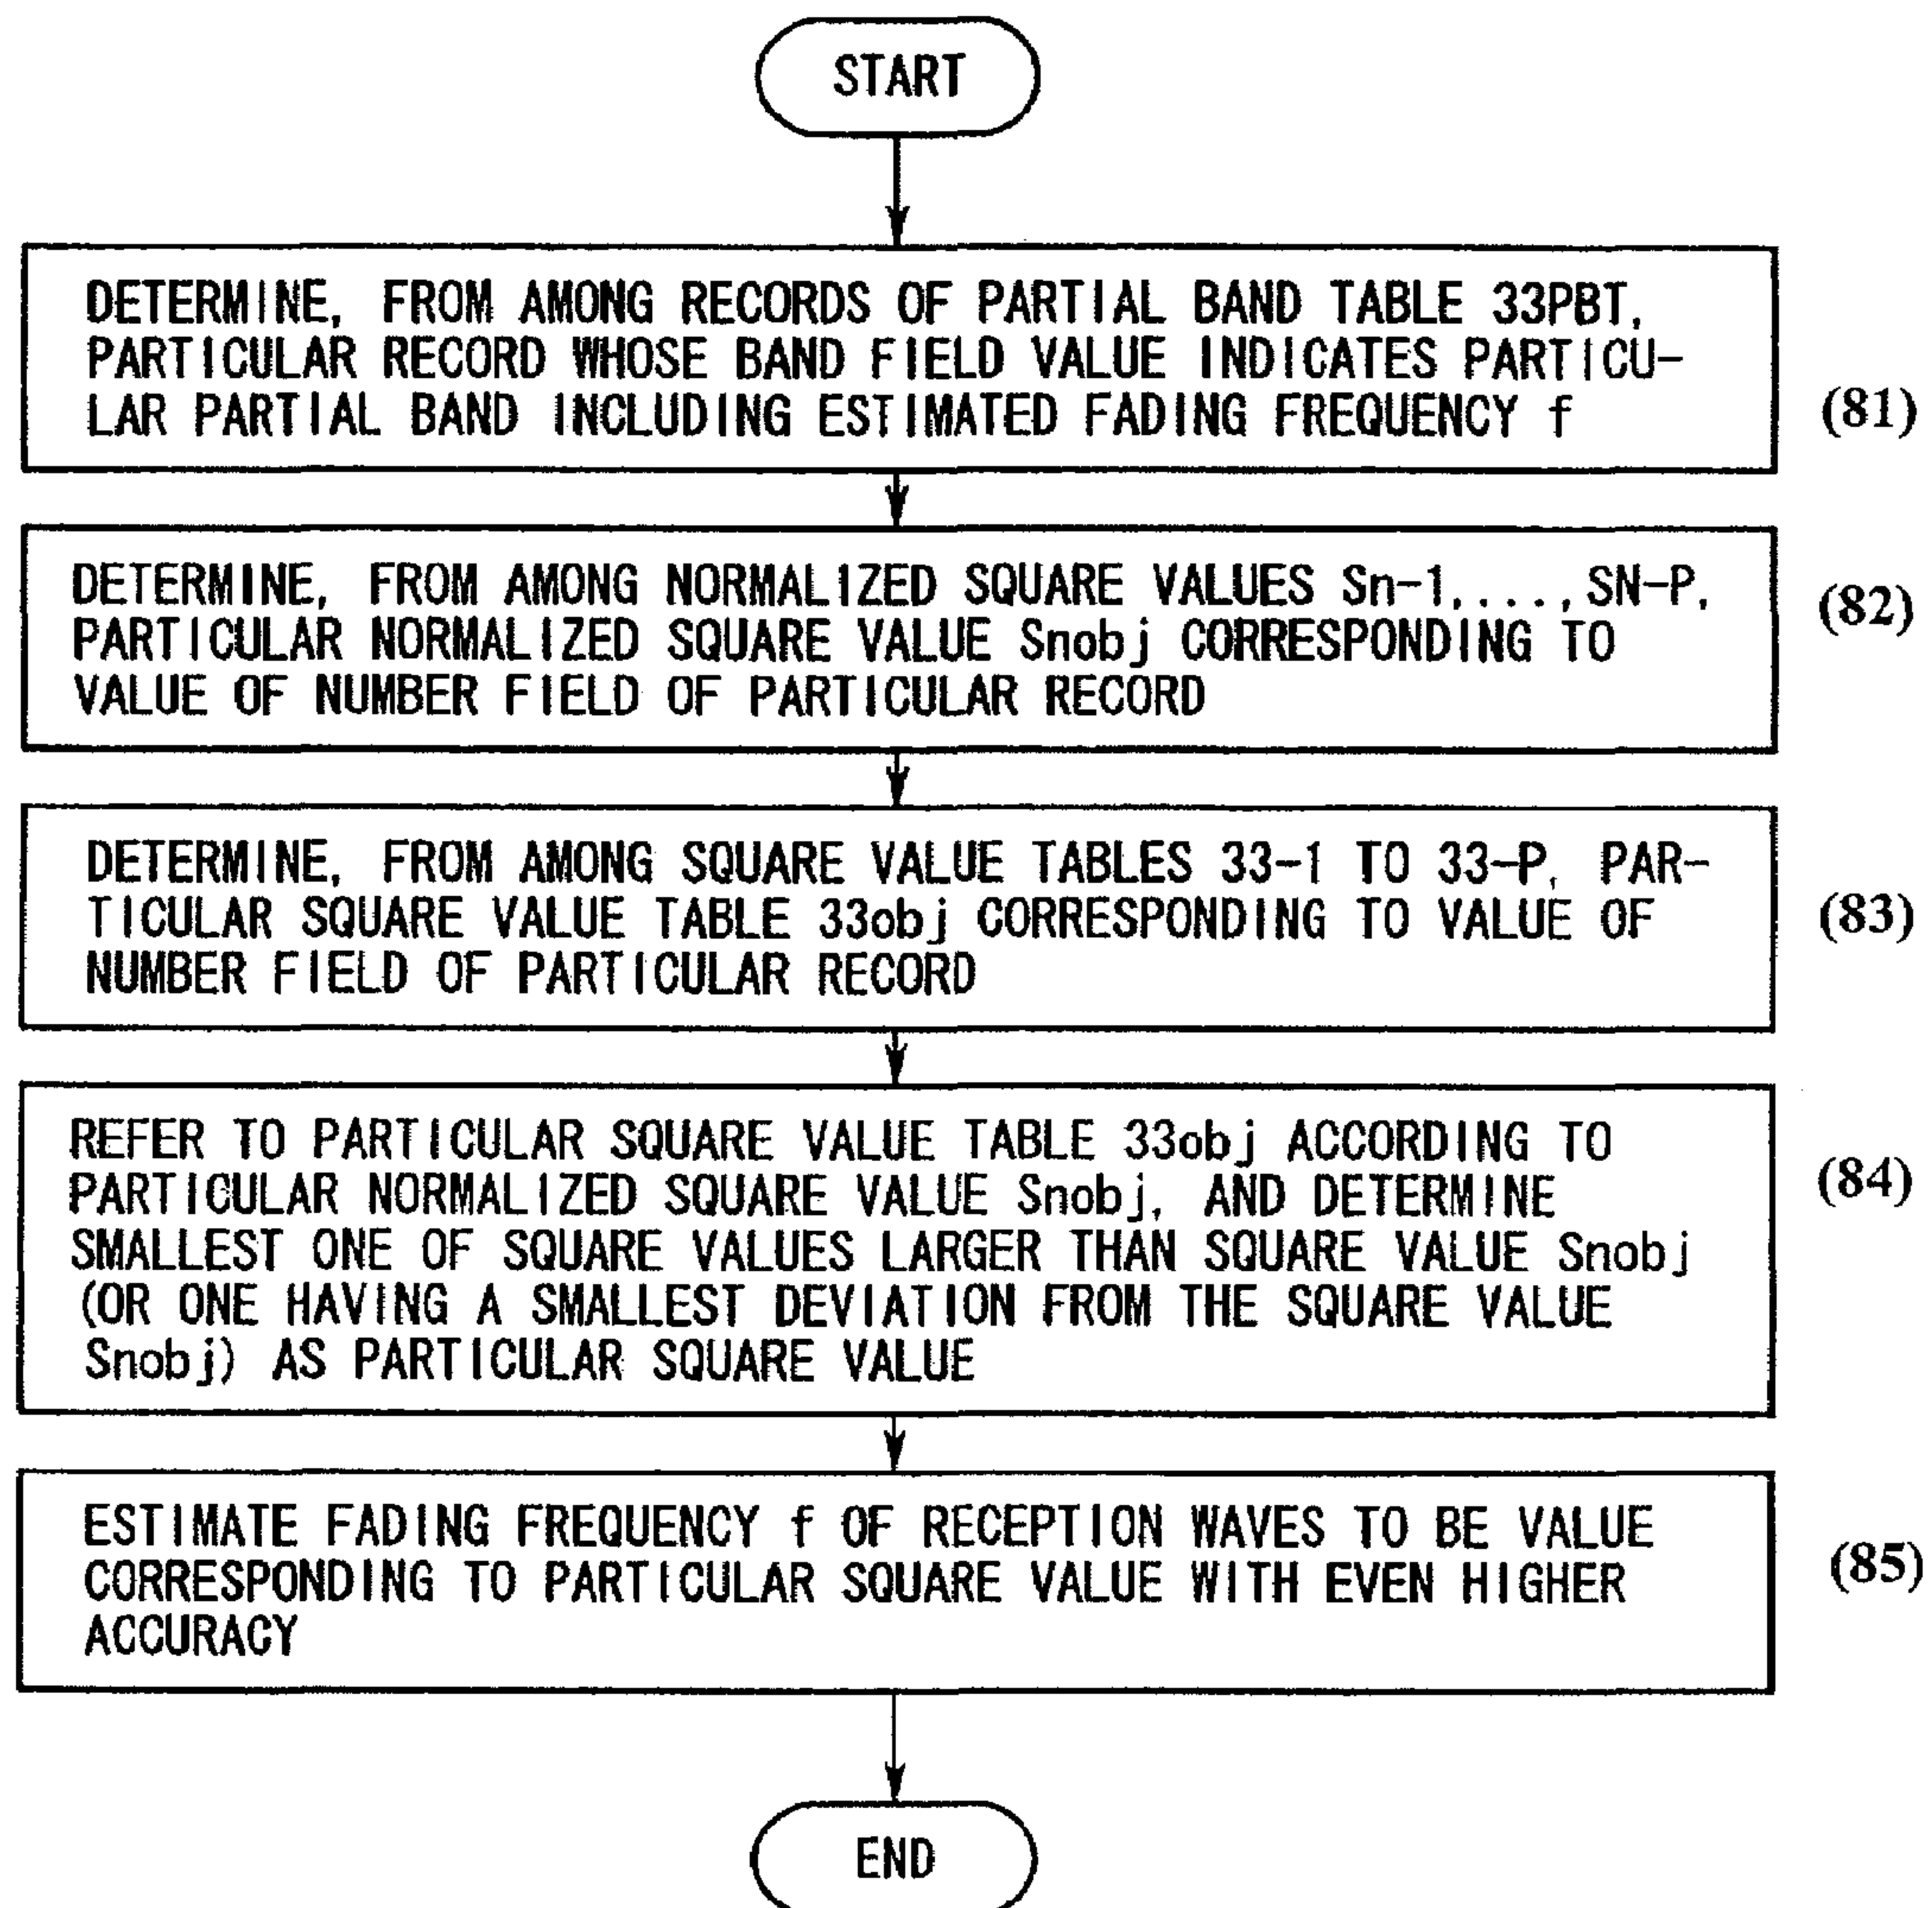 START
DETERMINE, FROM AMONG RECORDS OF PARTIAL BAND TABLE 33PBT,
PARTICULAR RECORD WHOSE BAND FIELD VALUE INDICATES PARTICU-
LAR PARTIAL BAND INCLUDING ESTIMATED FADING FREQUENCY f
(81)
DETERMINE, FROM AMONG NORMALIZED SQUARE VALUES Sn-1,...,SN-P,
PARTICULAR NORMALIZED SQUARE VALUE Snobj CORRESPONDING TO
VALUE OF NUMBER FIELD OF PARTICULAR RECORD
(82)
DETERMINE, FROM AMONG SQUARE VALUE TABLES 33-1 TO 33-P, PAR-
TICULAR SQUARE VALUE TABLE 33obj CORRESPONDING TO VALUE OF
NUMBER FIELD OF PARTICULAR RECORD
(83)
REFER TO PARTICULAR SQUARE VALUE TABLE 33obj ACCORDING TO
PARTICULAR NORMALIZED SQUARE VALUE Snobj, AND DETERMINE
SMALLEST ONE OF SQUARE VALUES LARGER THAN SQUARE VALUE Snobj
(OR ONE HAVING A SMALLEST DEVIATION FROM THE SQUARE VALUE
Snobj) AS PARTICULAR SQUARE VALUE
(84)
ESTIMATE FADING FREQUENCY f OF RECEPTION WAVES TO BE VALUE
CORRESPONDING TO PARTICULAR SQUARE VALUE WITH EVEN HIGHER
ACCURACY
(85)
END